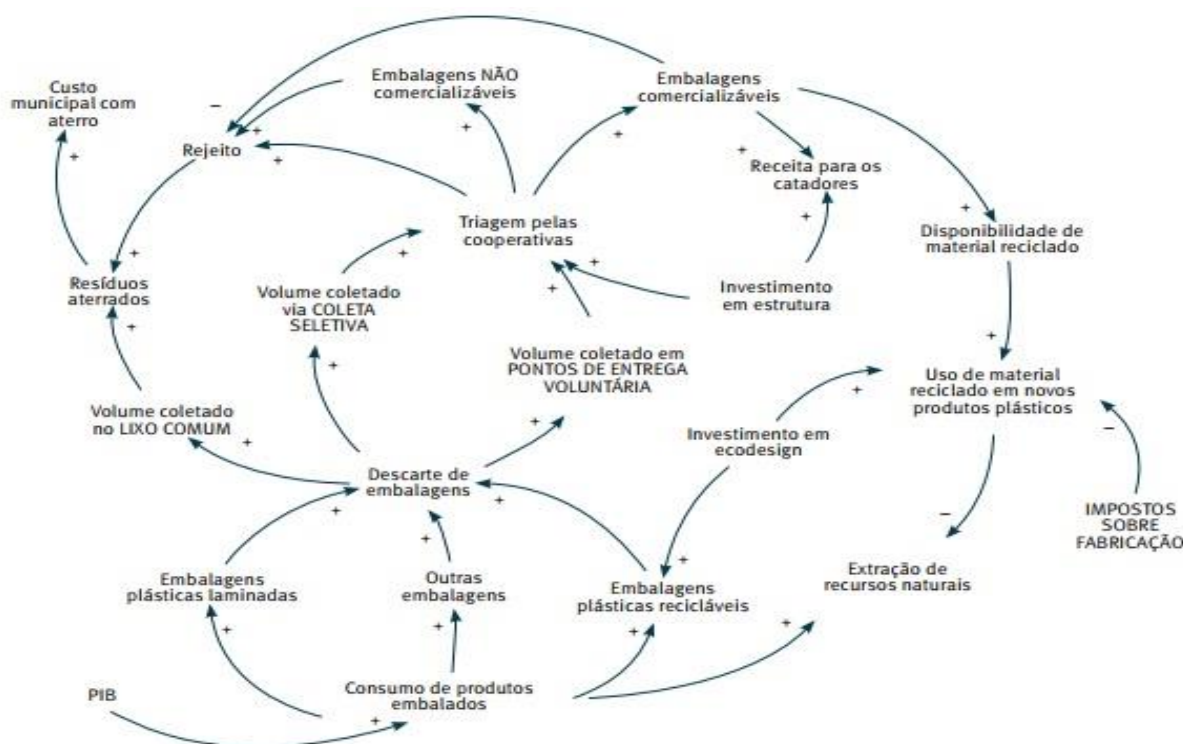 Custo
municipal com
aterro
Embalagens NÃO
comercializáveis
Embalagens
comercializáveis
−
+
+
+
+
+
+
Rejeito
Receita para os
catadores
+
+
Triagem pelas
cooperativas
Disponibilidade de
material reciclado
+
+
+
+
Resíduos
aterrados
Volume coletado
via COLETA
SELETIVA
Investimento
em estrutura
+
+
+
Volume coletado em
PONTOS DE ENTREGA
VOLUNTÁRIA
Uso de material
reciclado em novos
produtos plásticos
+
+
−
Volume coletado
no LIXO COMUM
+
Investimento em
ecodesign
Descarte de
embalagens
+
+
+
−
IMPOSTOS
SOBRE
FABRICAÇÃO
+
Embalagens
plásticas laminadas
Outras
embalagens
Embalagens
plásticas recicláveis
Extração de
recursos naturais
+
+
+
+
PIB
Consumo de produtos
embalados
+